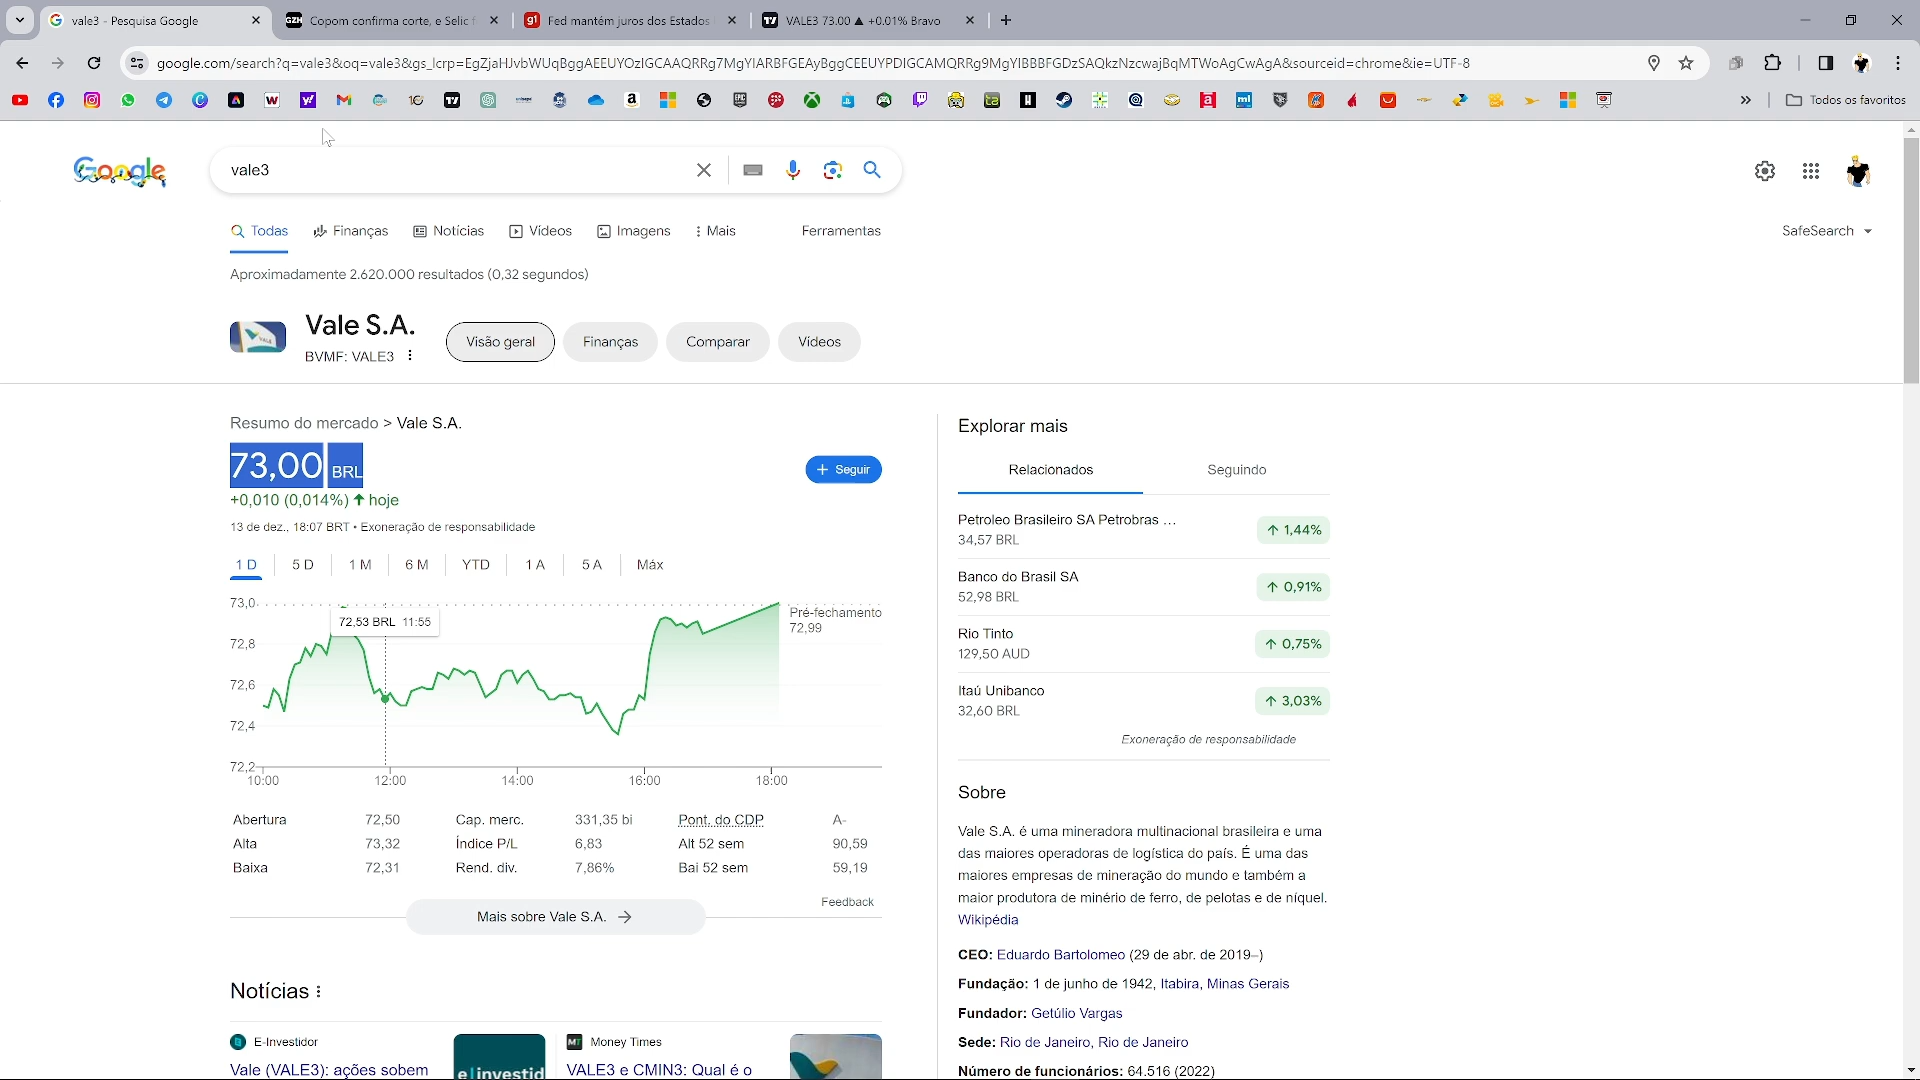 vale3 - Pesquisa Google
GZH Copom confirma corte, e Selic f
g1 Fed mantém juros dos Estados
VALE3 73.00 ▲ +0.01% Bravo
google.com/search?q=vale3&oq=vale3&gs_lcrp=EgZjaHJvbWUqBggAEEUYOzIGCAAQRRg7MgYIARBFGEAyBggCEEUYPDIGCAMQRRg9MgYIBBBFGDzSAQkzNzcwajBqMTWoAgCwAgA&sourceid=chrome&ie=UTF-8
Todos os favoritos
Google
vale3
Todas Finanças Notícias Vídeos Imagens Mais Ferramentas SafeSearch
Aproximadamente 2.620.000 resultados (0,32 segundos)
Vale S.A.
BVMF: VALE3
Visão geral Finanças Comparar Vídeos
Resumo do mercado > Vale S.A.
73,00 BRL
+ Seguir
+0,010 (0,014%) ↑ hoje
13 de dez., 18:07 BRT • Exoneração de responsabilidade
1 D 5 D 1 M 6 M YTD 1 A 5 A Máx
73,0
72,53 BRL 11:55
Pré-fechamento
72,99
72,8
72,6
72,4
72,2
10:00 12:00 14:00 16:00 18:00
Abertura 72,50 Cap. merc. 331,35 bi Pont. do CDP A-
Alta 73,32 Índice P/L 6,83 Alt 52 sem 90,59
Baixa 72,31 Rend. div. 7,86% Bai 52 sem 59,19
Feedback
Mais sobre Vale S.A. →
Notícias
E-Investidor
Vale (VALE3): ações sobem
e|investid
Money Times
VALE3 e CMIN3: Qual é o
Explorar mais
Relacionados Seguindo
Petroleo Brasileiro SA Petrobras ...
34,57 BRL
↑ 1,44%
Banco do Brasil SA
52,98 BRL
↑ 0,91%
Rio Tinto
129,50 AUD
↑ 0,75%
Itaú Unibanco
32,60 BRL
↑ 3,03%
Exoneração de responsabilidade
Sobre
Vale S.A. é uma mineradora multinacional brasileira e uma
das maiores operadoras de logística do país. É uma das
maiores empresas de mineração do mundo e também a
maior produtora de minério de ferro, de pelotas e de níquel.
Wikipédia
CEO: Eduardo Bartolomeo (29 de abr. de 2019–)
Fundação: 1 de junho de 1942, Itabira, Minas Gerais
Fundador: Getúlio Vargas
Sede: Rio de Janeiro, Rio de Janeiro
Número de funcionários: 64.516 (2022)